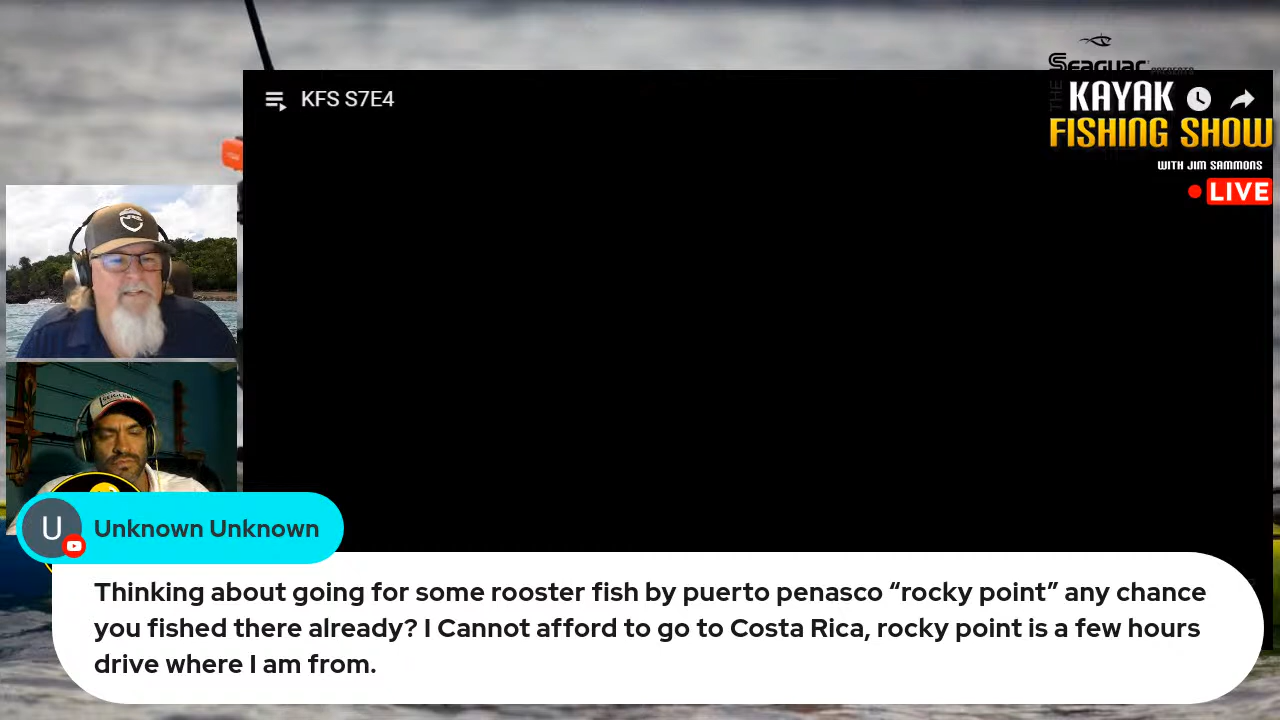 Seaguar PRESENTS
KFS S7E4
THE KAYAK
FISHING SHOW
WITH JIM SAMMONS
LIVE
U Unknown Unknown
Thinking about going for some rooster fish by puerto penasco “rocky point” any chance
you fished there already? I Cannot afford to go to Costa Rica, rocky point is a few hours
drive where I am from.